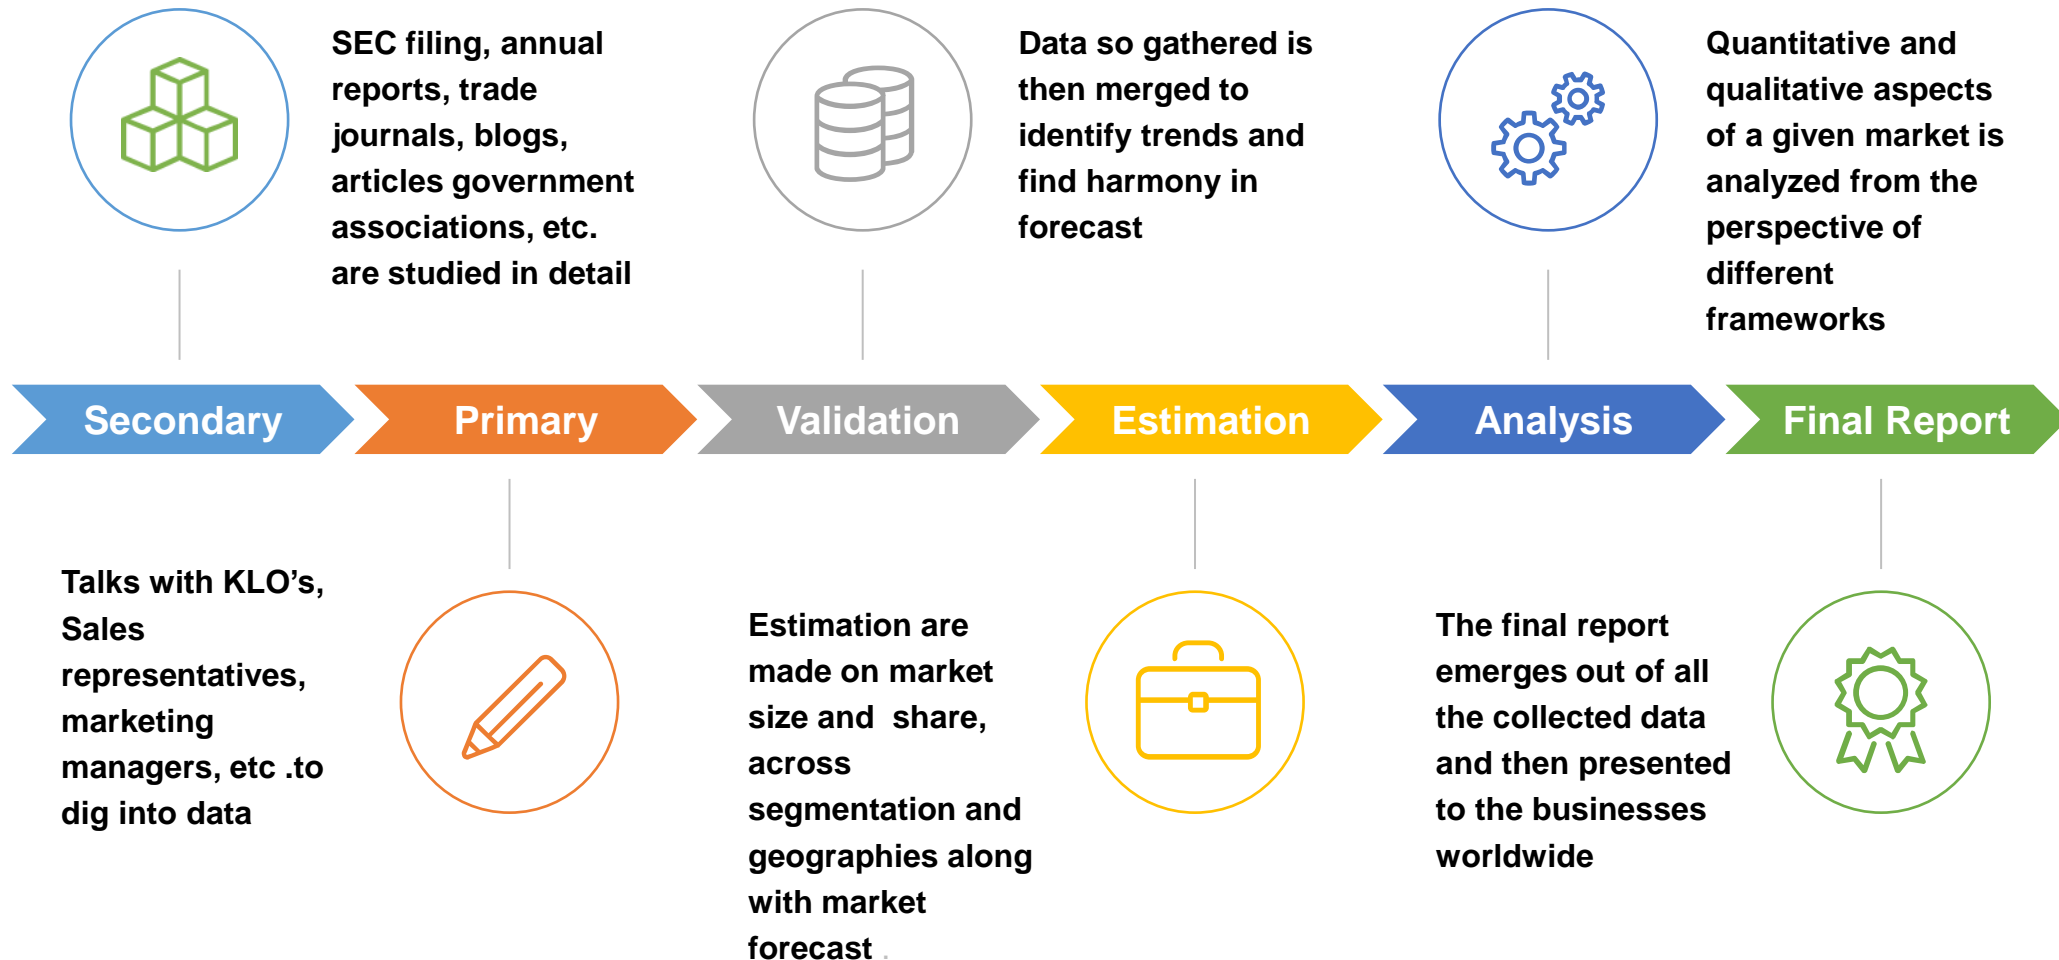 SEC filing, annual
reports, trade
journals, blogs,
articles government
associations, etc.
are studied in detail
Data so gathered is
then merged to
identify trends and
find harmony in
forecast
Quantitative and
qualitative aspects
of a given market is
analyzed from the
perspective of
different
frameworks
Secondary
Primary
Validation
Estimation
Analysis
Final Report
Talks with KLO’s,
Sales
representatives,
marketing
managers, etc .to
dig into data
Estimation are
made on market
size and  share,
across
segmentation and
geographies along
with market
forecast .
The final report
emerges out of all
the collected data
and then presented
to the businesses
worldwide